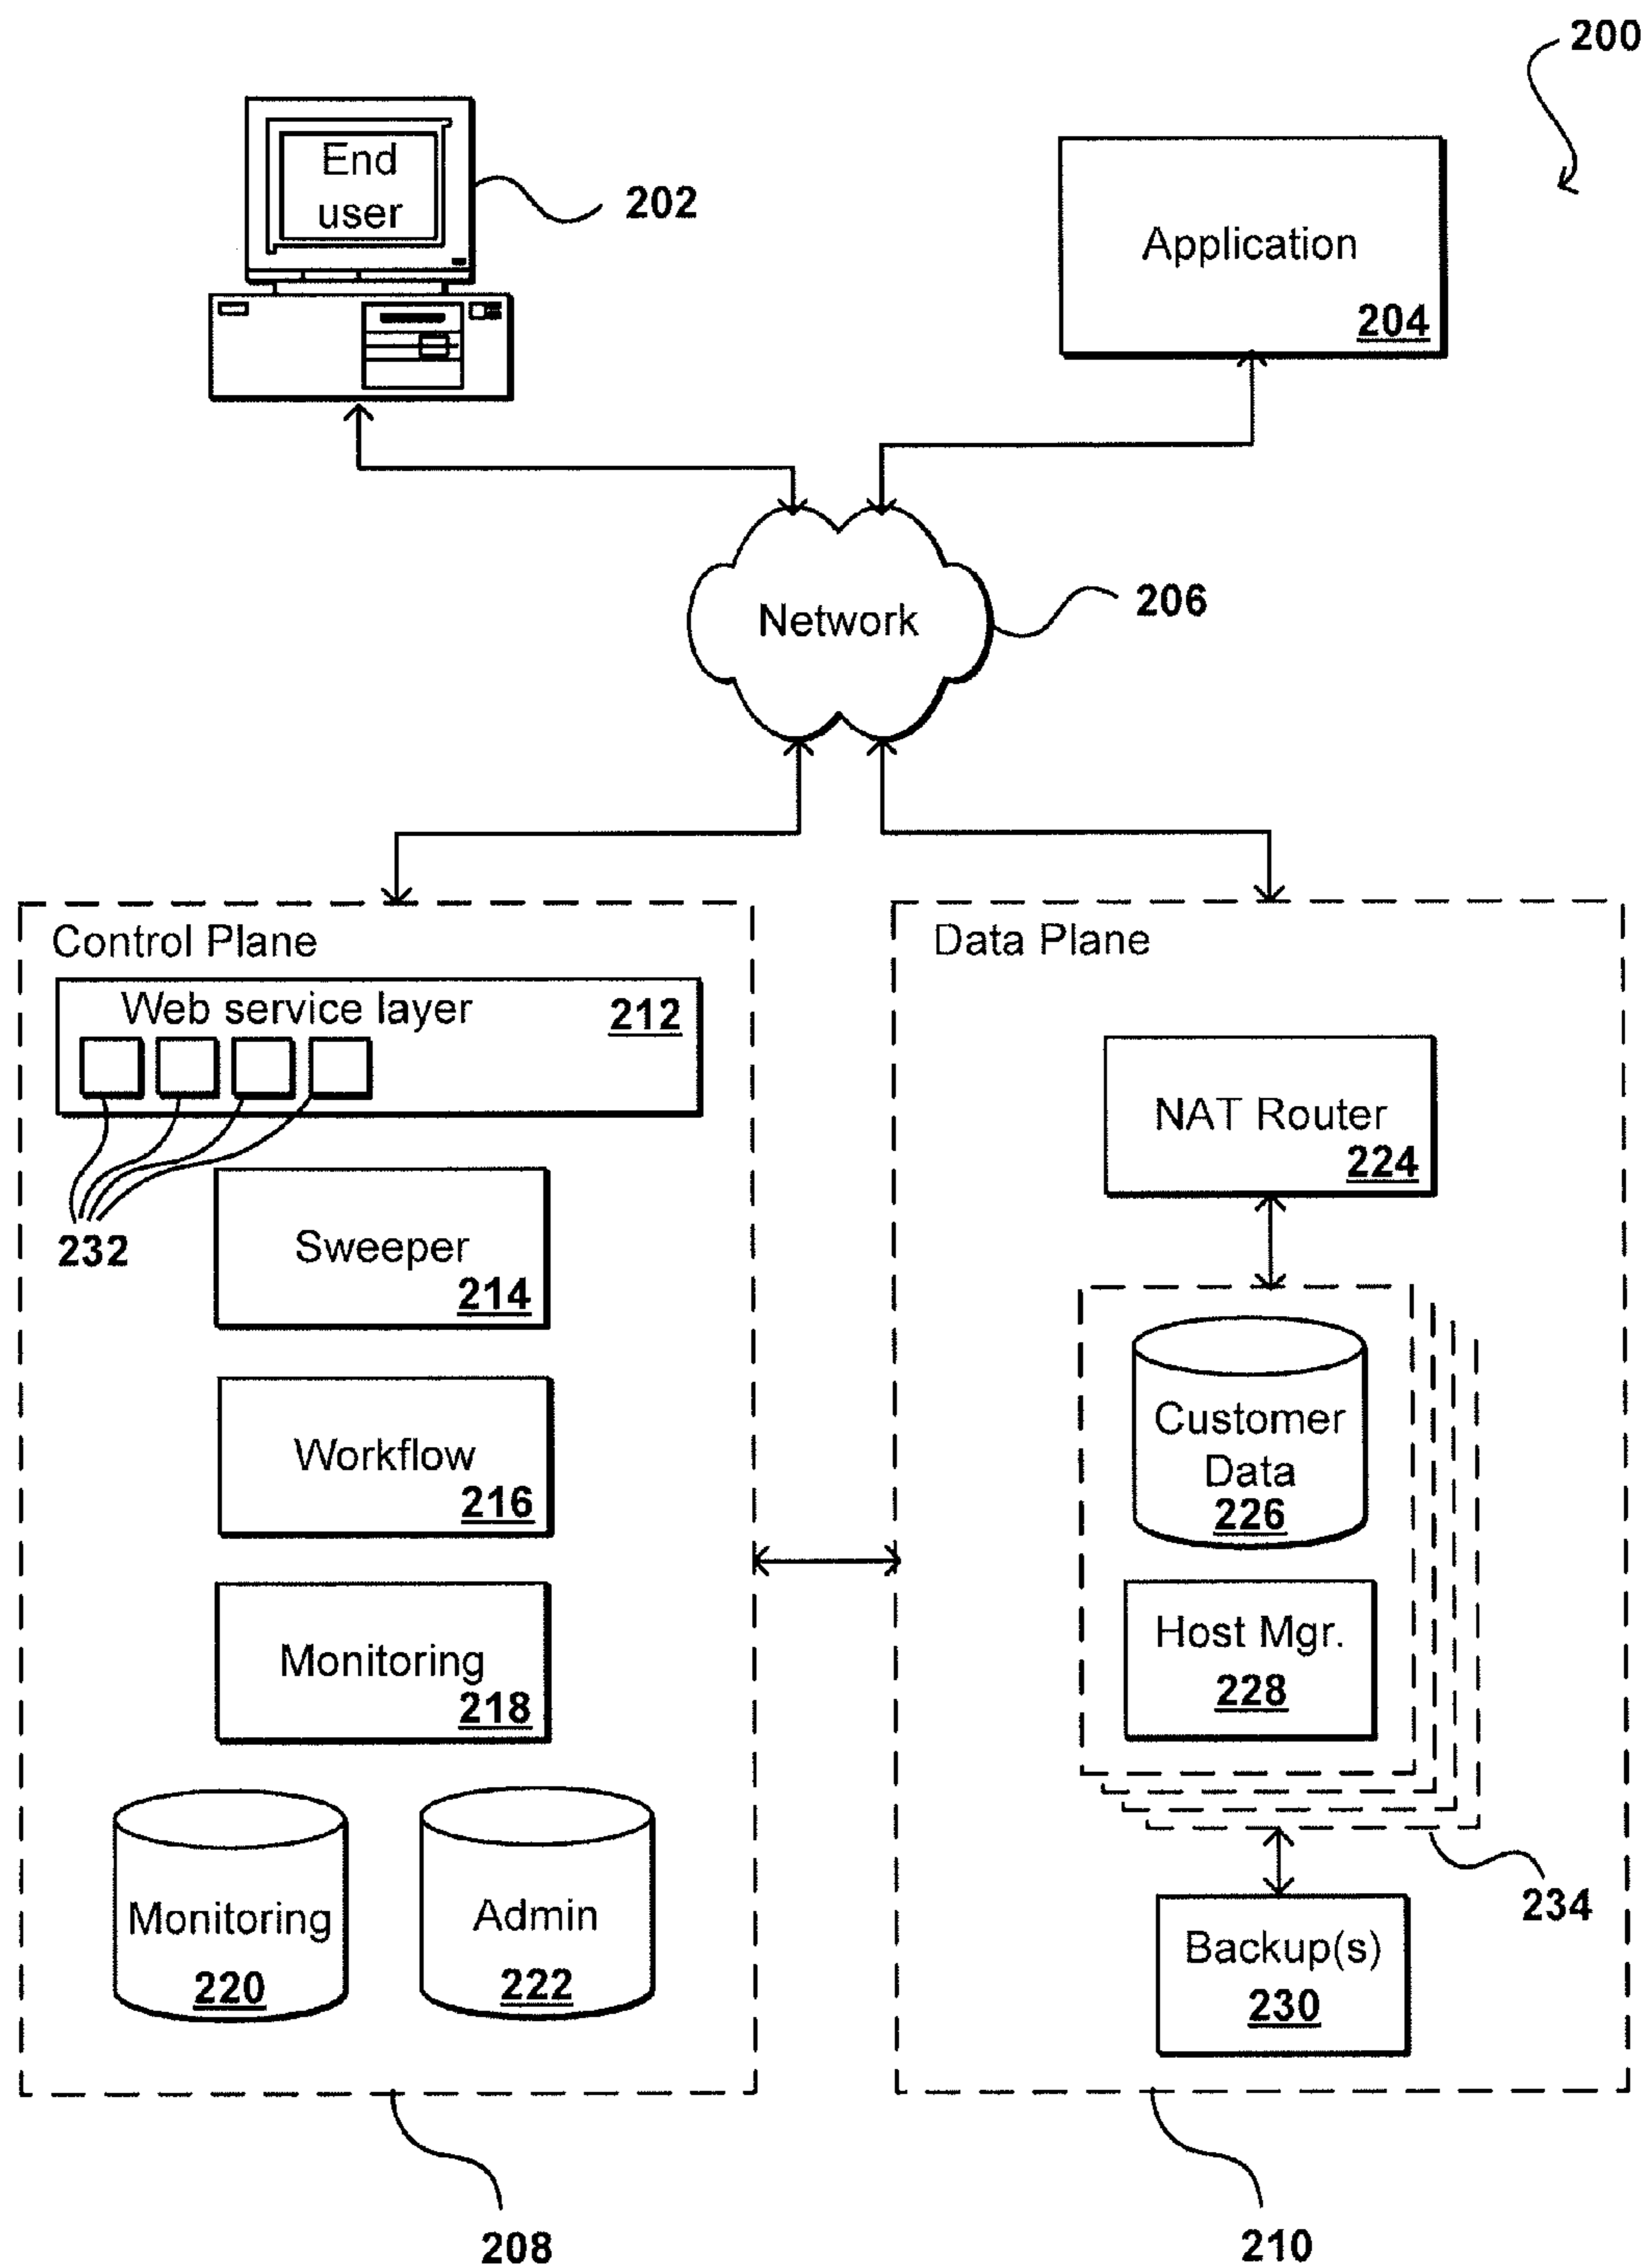 200
End
user
202
Application
204
Network
206
Control Plane
Web service layer
212
232
Sweeper
214
Workflow
216
Monitoring
218
Monitoring
220
Admin
222
208
Data Plane
NAT Router
224
Customer
Data
226
Host Mgr.
228
234
Backup(s)
230
210